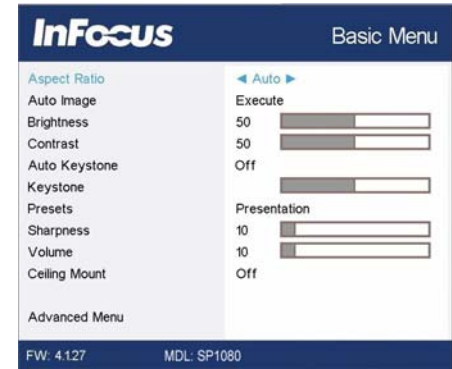 InFocus Basic Menu
Aspect Ratio ◄ Auto ►
Auto Image Execute
Brightness 50
Contrast 50
Auto Keystone Off
Keystone
Presets Presentation
Sharpness 10
Volume 10
Ceiling Mount Off
Advanced Menu
FW: 4.1.27 MDL: SP1080